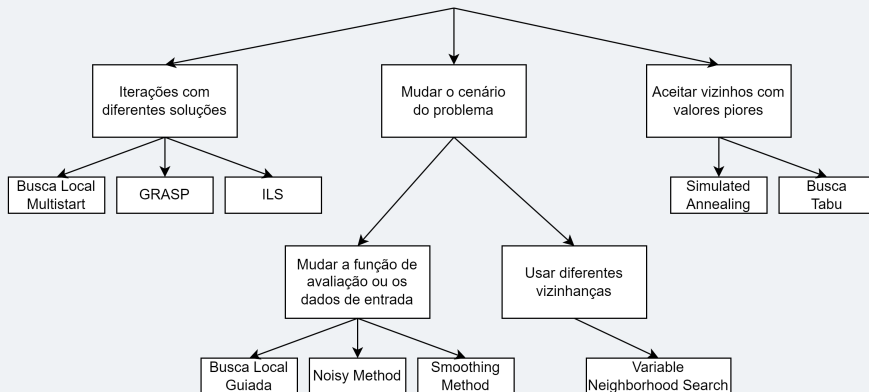 Iterações com
diferentes soluções
Mudar o cenário
do problema
Aceitar vizinhos com
valores piores
Busca Local
Multistart
GRASP
ILS
Simulated
Annealing
Busca
Tabu
Mudar a função de
avaliação ou os
dados de entrada
Usar diferentes
vizinhanças
Busca Local
Guiada
Noisy Method
Smoothing
Method
Variable
Neighborhood Search